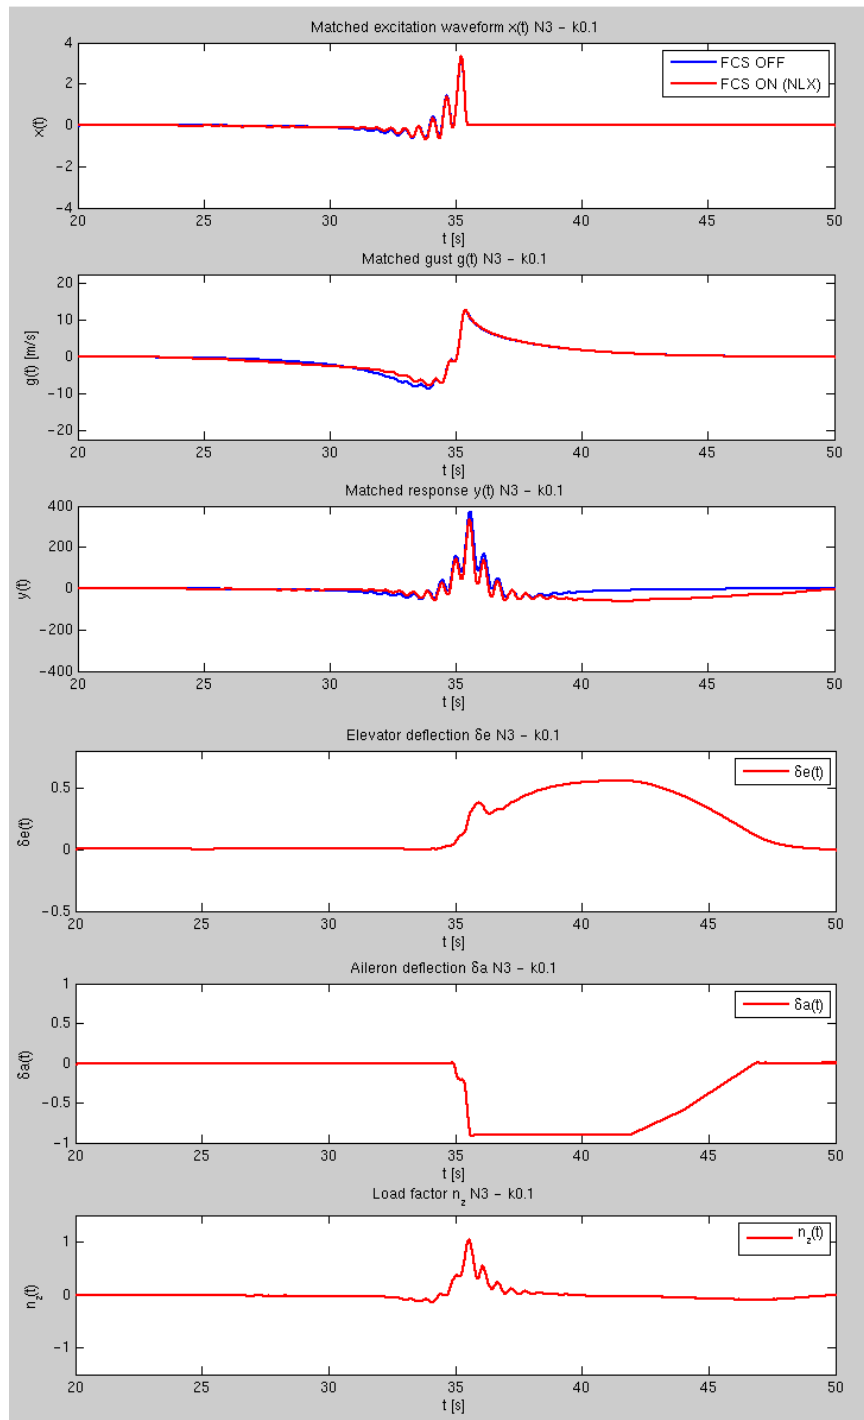 Matched excitation waveform x(t) N3 − k0.1
4
2
0
−2
−4
x(t)
FCS OFF
FCS ON (NLX)
20 25 30 35 40 45 50
t [s]
Matched gust g(t) N3 − k0.1
20
10
0
−10
−20
g(t) [m/s]
20 25 30 35 40 45 50
t [s]
Matched response y(t) N3 − k0.1
400
200
0
−200
−400
y(t)
20 25 30 35 40 45 50
t [s]
Elevator deflection δe N3 − k0.1
0.5
0
−0.5
δe(t)
δe(t)
20 25 30 35 40 45 50
t [s]
Aileron deflection δa N3 − k0.1
1
0.5
0
−0.5
−1
δa(t)
δa(t)
20 25 30 35 40 45 50
t [s]
Load factor n_z N3 − k0.1
1
0
−1
n_z(t)
n_z(t)
20 25 30 35 40 45 50
t [s]